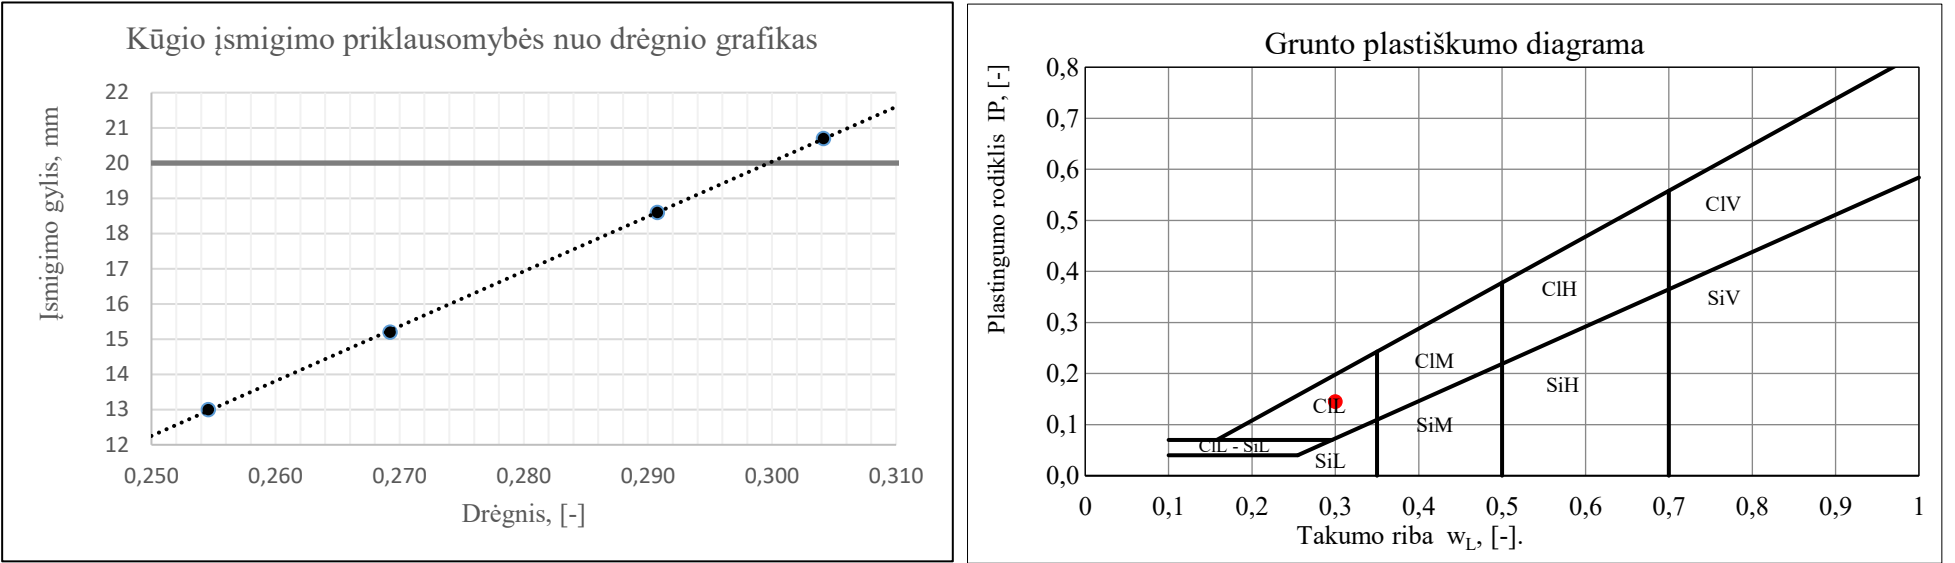 Kūgio įsmigimo priklausomybės nuo drėgnio grafikas
Įsmigimo gylis, mm
22
21
20
19
18
17
16
15
14
13
12
0,250 0,260 0,270 0,280 0,290 0,300 0,310
Drėgnis, [-]
Grunto plastiškumo diagrama
Plastingumo rodiklis IP, [-]
0,8
0,7
0,6
0,5
0,4
0,3
0,2
0,1
0,0
ClV
ClH
SiV
ClM
SiH
ClL
SiM
ClL - SiL
SiL
0 0,1 0,2 0,3 0,4 0,5 0,6 0,7 0,8 0,9 1
Takumo riba wL, [-].